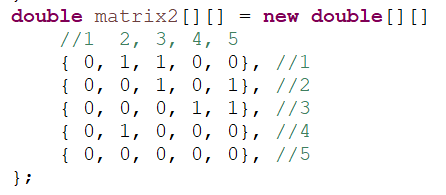 double matrix2[][] = new double[][]
//1 2, 3, 4, 5
{ 0, 1, 1, 0, 0}, //1
{ 0, 0, 1, 0, 1}, //2
{ 0, 0, 0, 1, 1}, //3
{ 0, 1, 0, 0, 0}, //4
{ 0, 0, 0, 0, 0}, //5
};